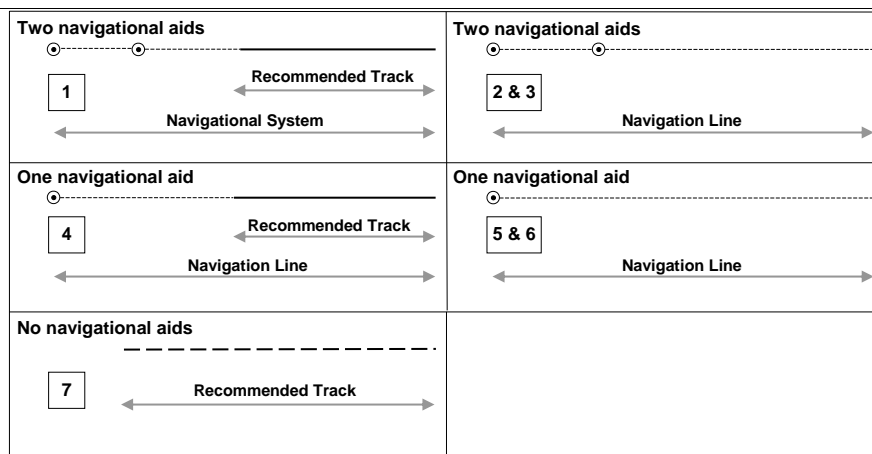 Two navigational aids
Recommended Track
1
Navigational System
Two navigational aids
2 & 3
Navigation Line
One navigational aid
Recommended Track
4
Navigation Line
One navigational aid
5 & 6
Navigation Line
No navigational aids
7
Recommended Track